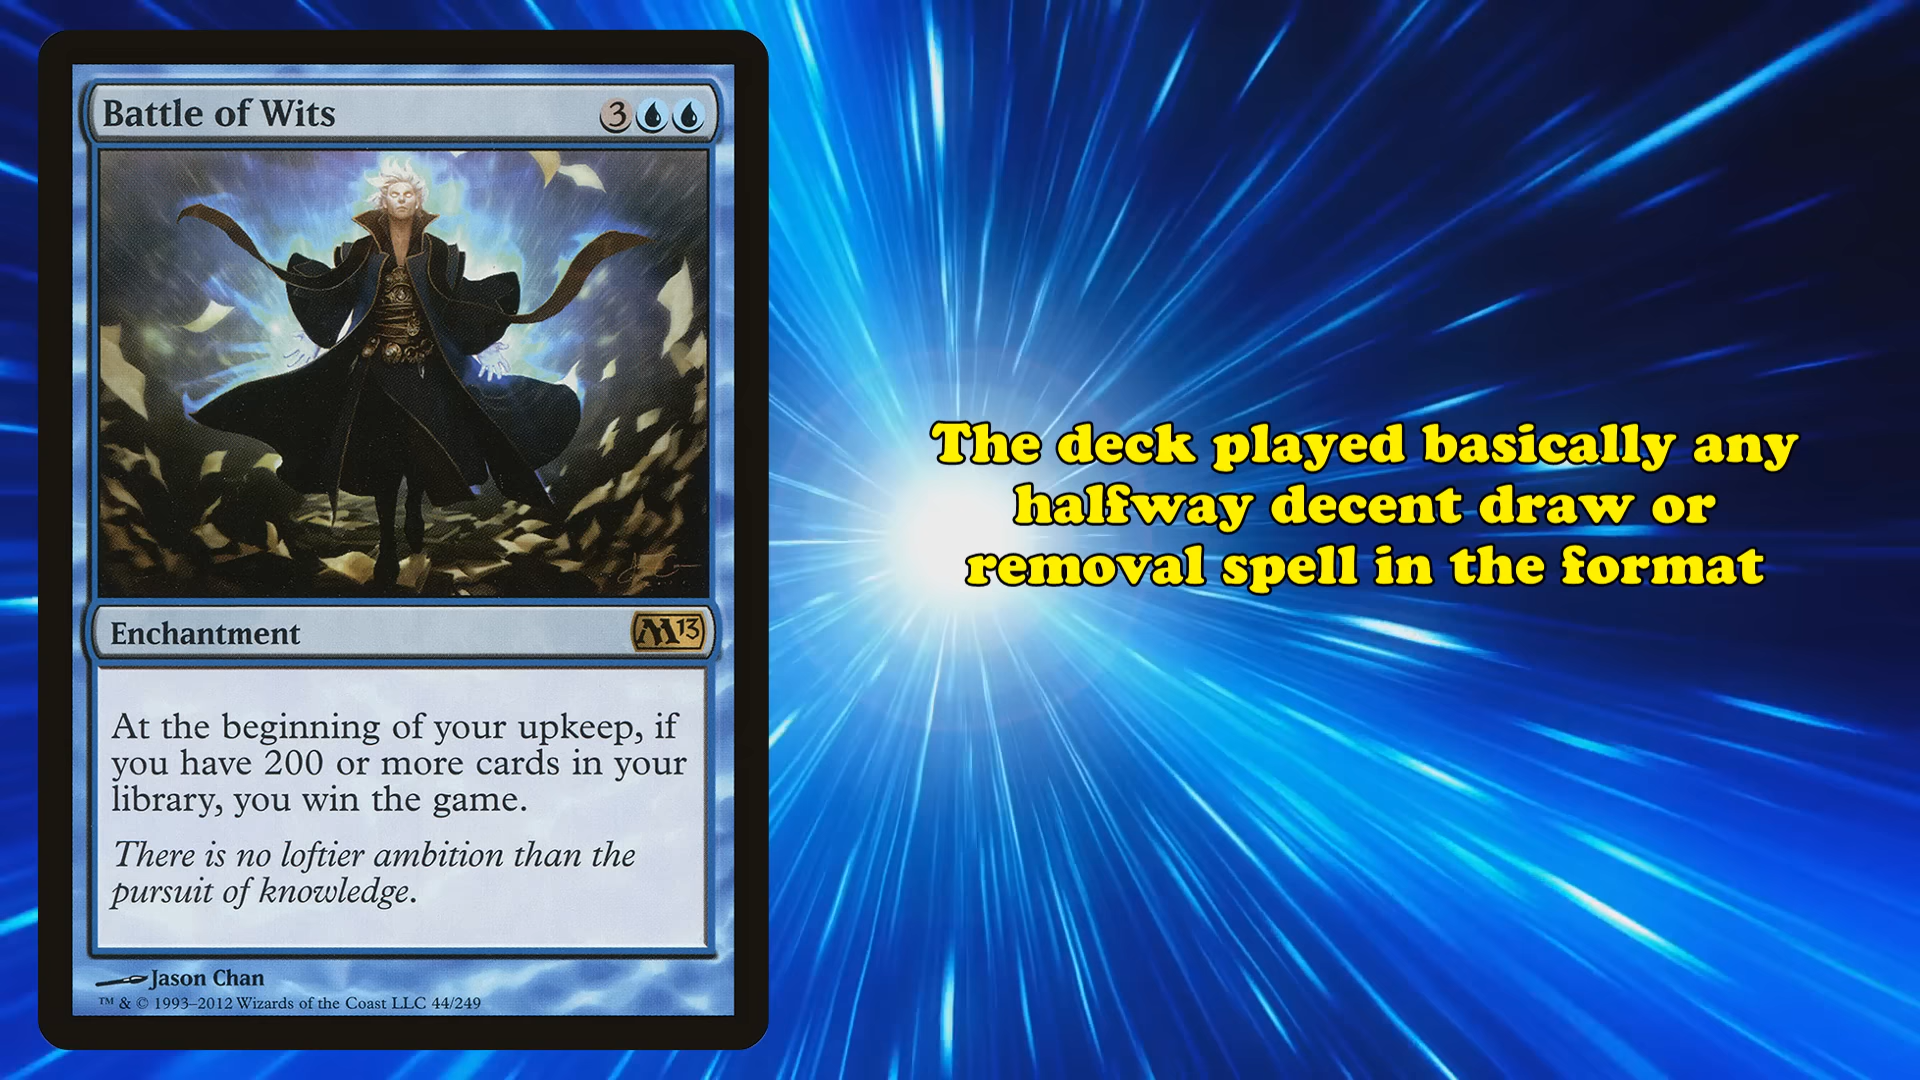 Battle of Wits
3
The deck played basically any
halfway decent draw or
removal spell in the format
Enchantment
M13
At the beginning of your upkeep, if
you have 200 or more cards in your
library, you win the game.
There is no loftier ambition than the
pursuit of knowledge.
Jason Chan
™ & © 1993–2012 Wizards of the Coast LLC 44/249